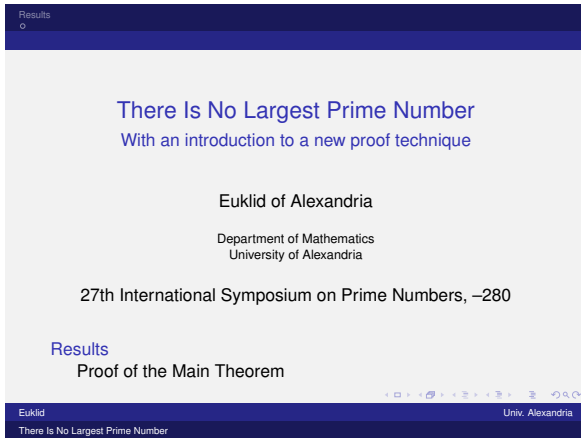 Results
There Is No Largest Prime Number
With an introduction to a new proof technique
Euklid of Alexandria
Department of Mathematics
University of Alexandria
27th International Symposium on Prime Numbers, –280
Results
Proof of the Main Theorem
Euklid Univ. Alexandria
There Is No Largest Prime Number